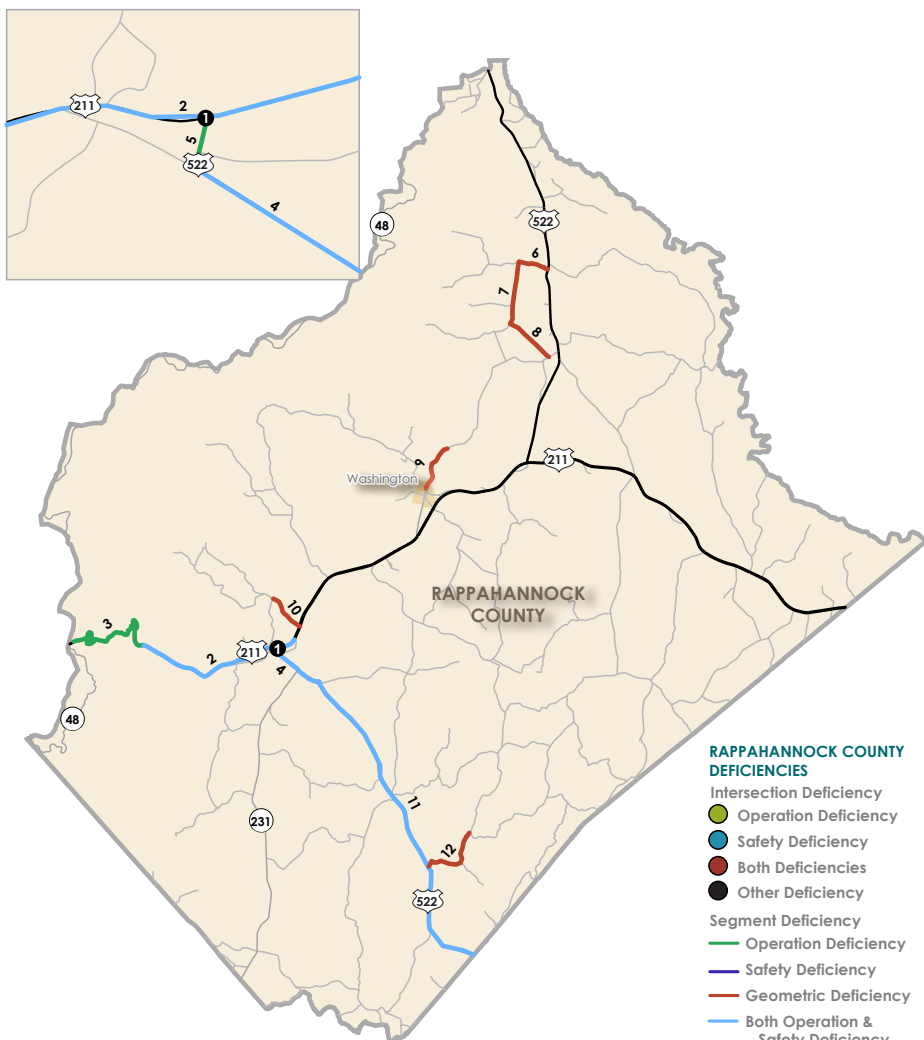 211
2
1
5
522
4
48
522
6
7
8
9
Washington
211
RAPPAHANNOCK
COUNTY
10
3
2
211
1
4
48
11
231
12
522
RAPPAHANNOCK COUNTY
DEFICIENCIES
Intersection Deficiency
Operation Deficiency
Safety Deficiency
Both Deficiencies
Other Deficiency
Segment Deficiency
Operation Deficiency
Safety Deficiency
Geometric Deficiency
Both Operation &
Safety Deficiency